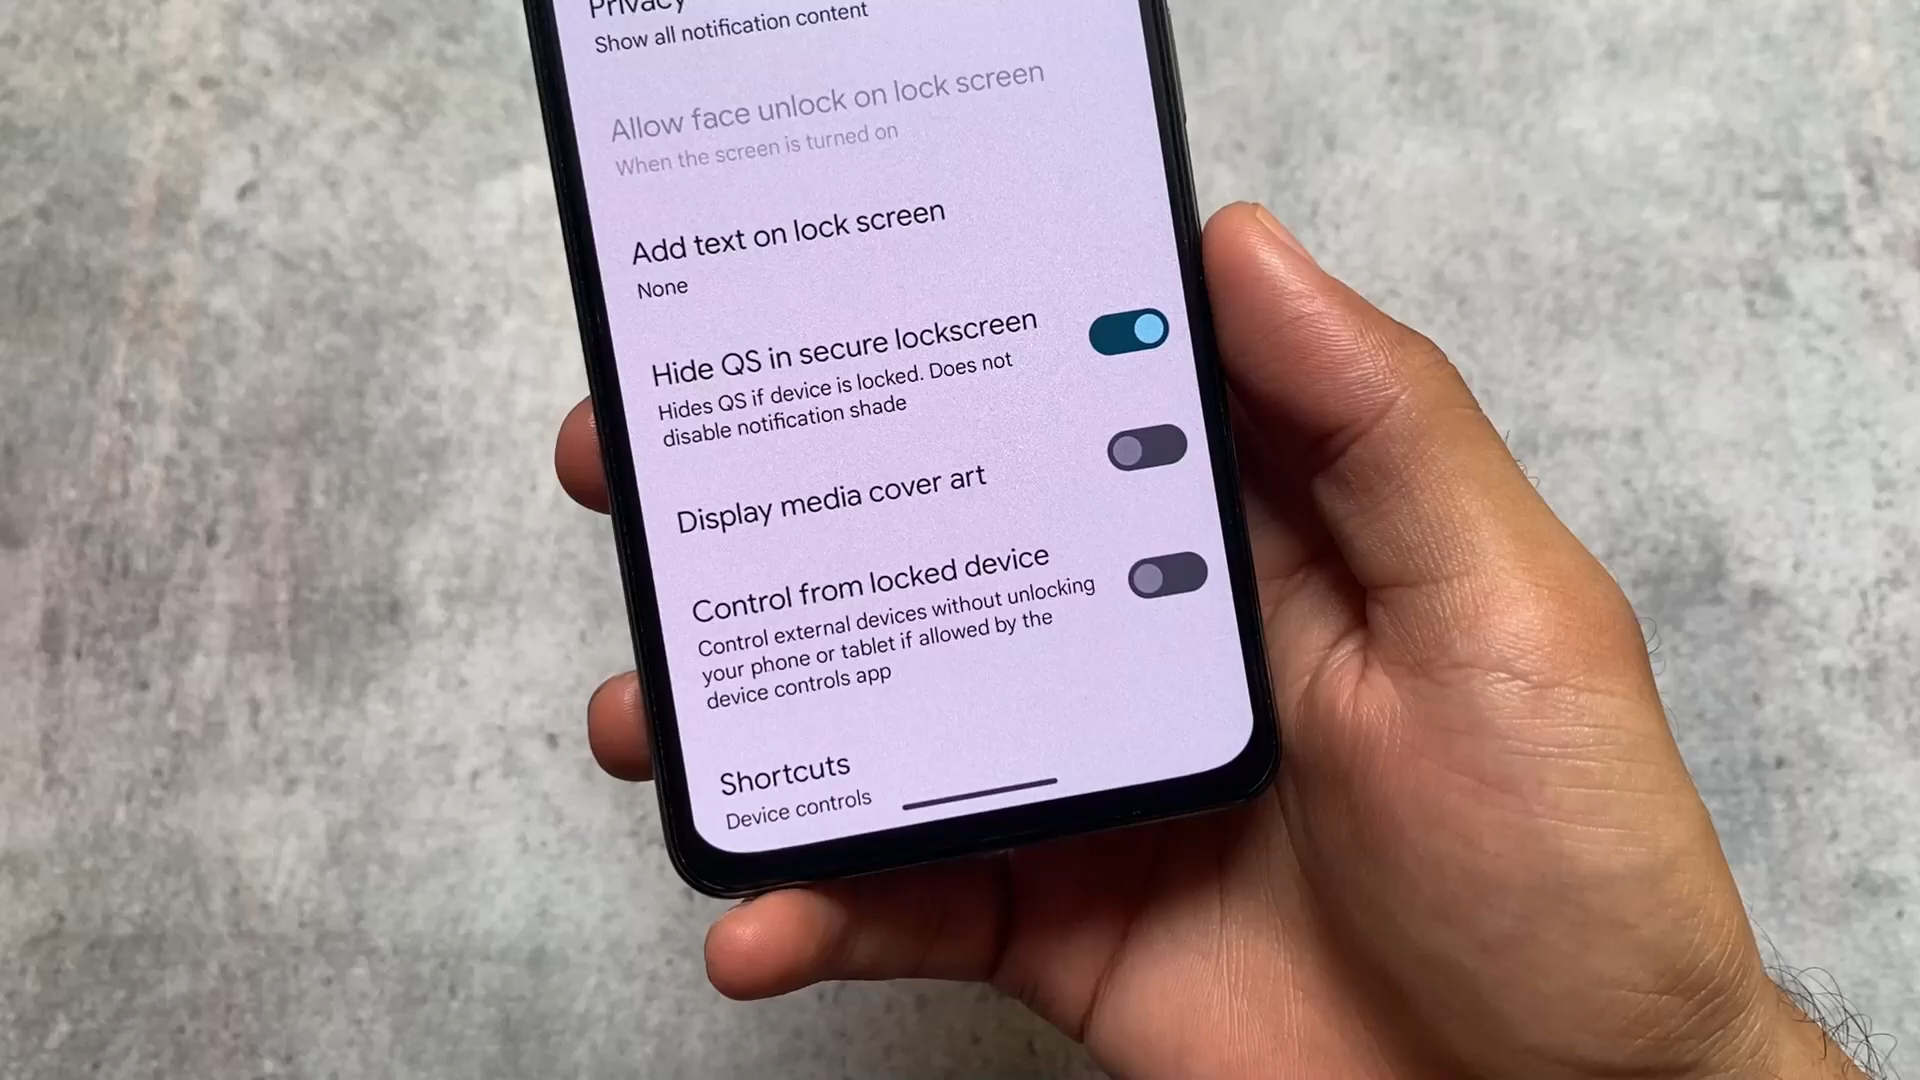 Privacy
Show all notification content
Allow face unlock on lock screen
When the screen is turned on
Add text on lock screen
None
Hide QS in secure lockscreen
Hides QS if device is locked. Does not
disable notification shade
Display media cover art
Control from locked device
Control external devices without unlocking
your phone or tablet if allowed by the
device controls app
Shortcuts
Device controls